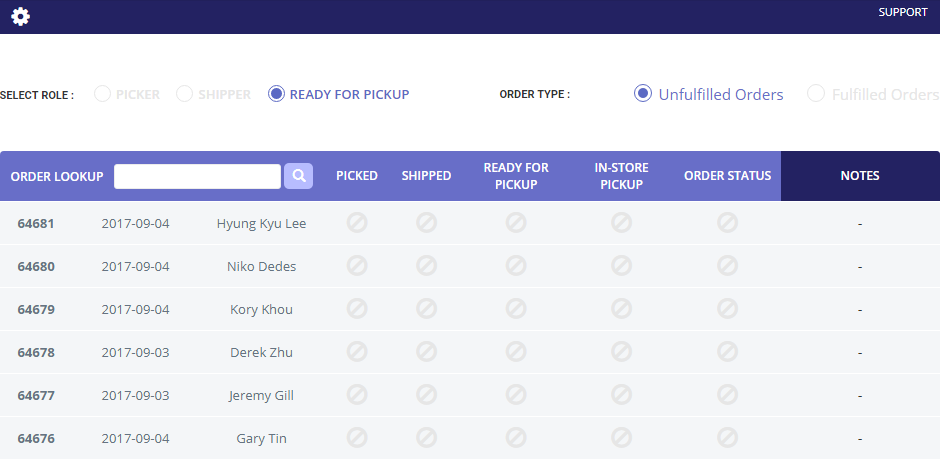 SUPPORT
SELECT ROLE : PICKER SHIPPER READY FOR PICKUP ORDER TYPE : Unfulfilled Orders Fulfilled Orders
ORDER LOOKUP PICKED SHIPPED READY FOR PICKUP IN-STORE PICKUP ORDER STATUS NOTES
64681 2017-09-04 Hyung Kyu Lee -
64680 2017-09-04 Niko Dedes -
64679 2017-09-04 Kory Khou -
64678 2017-09-03 Derek Zhu -
64677 2017-09-03 Jeremy Gill -
64676 2017-09-04 Gary Tin -